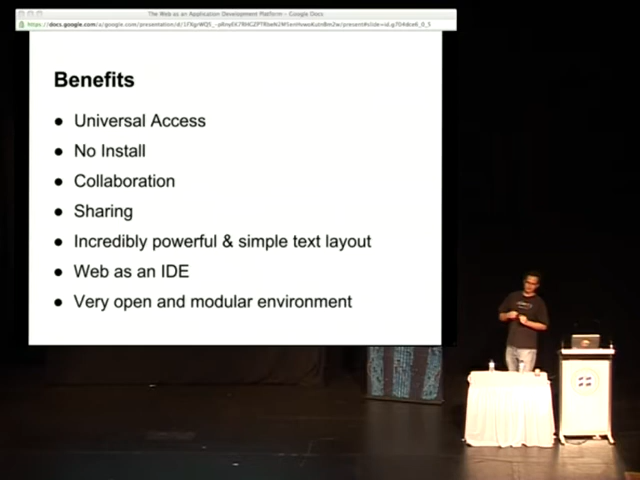 The Web as an Application Development Platform – Google Docs
Benefits
● Universal Access
● No Install
● Collaboration
● Sharing
● Incredibly powerful & simple text layout
● Web as an IDE
● Very open and modular environment